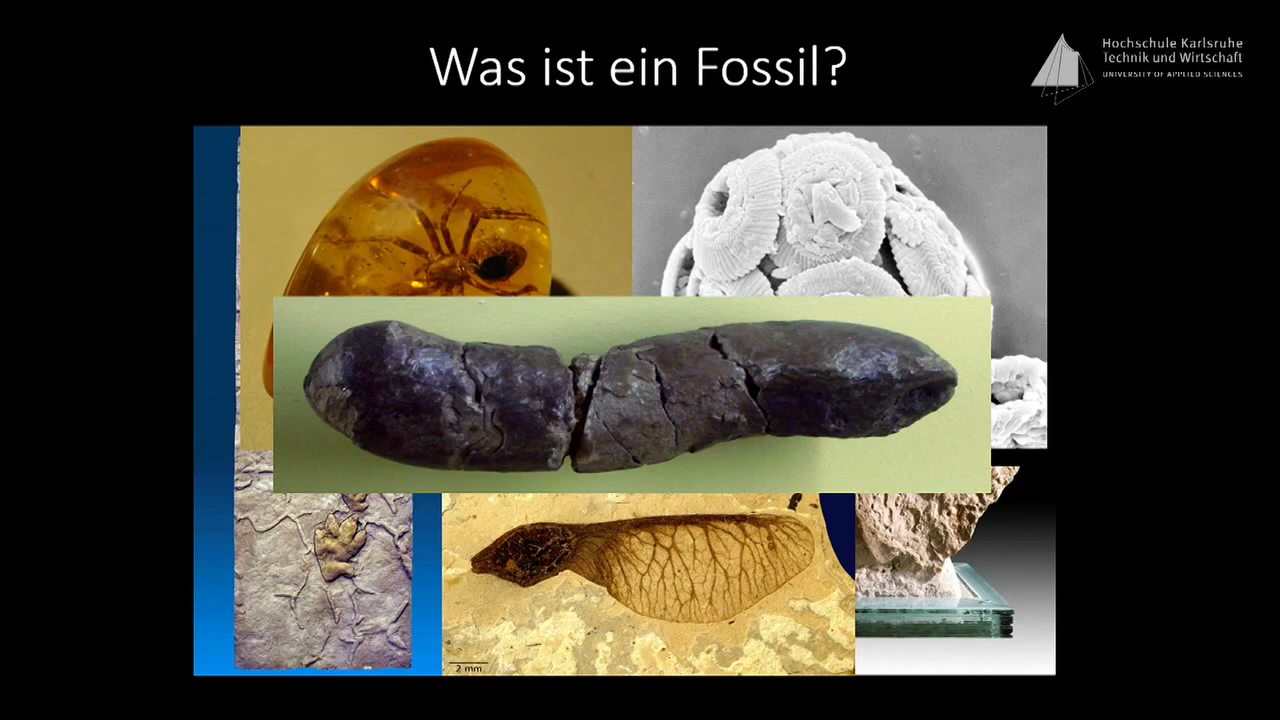 Was ist ein Fossil?
Hochschule Karlsruhe
Technik und Wirtschaft
UNIVERSITY OF APPLIED SCIENCES
2 mm